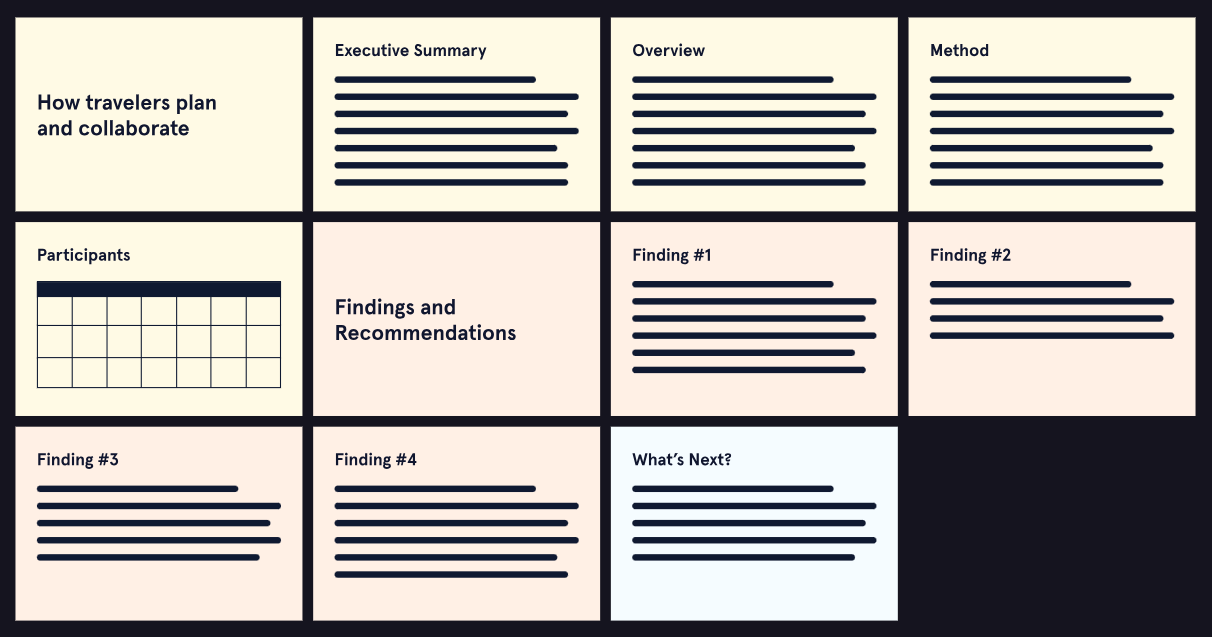 How travelers plan
and collaborate
Executive Summary
Overview
Method
Participants
Findings and
Recommendations
Finding #1
Finding #2
Finding #3
Finding #4
What’s Next?